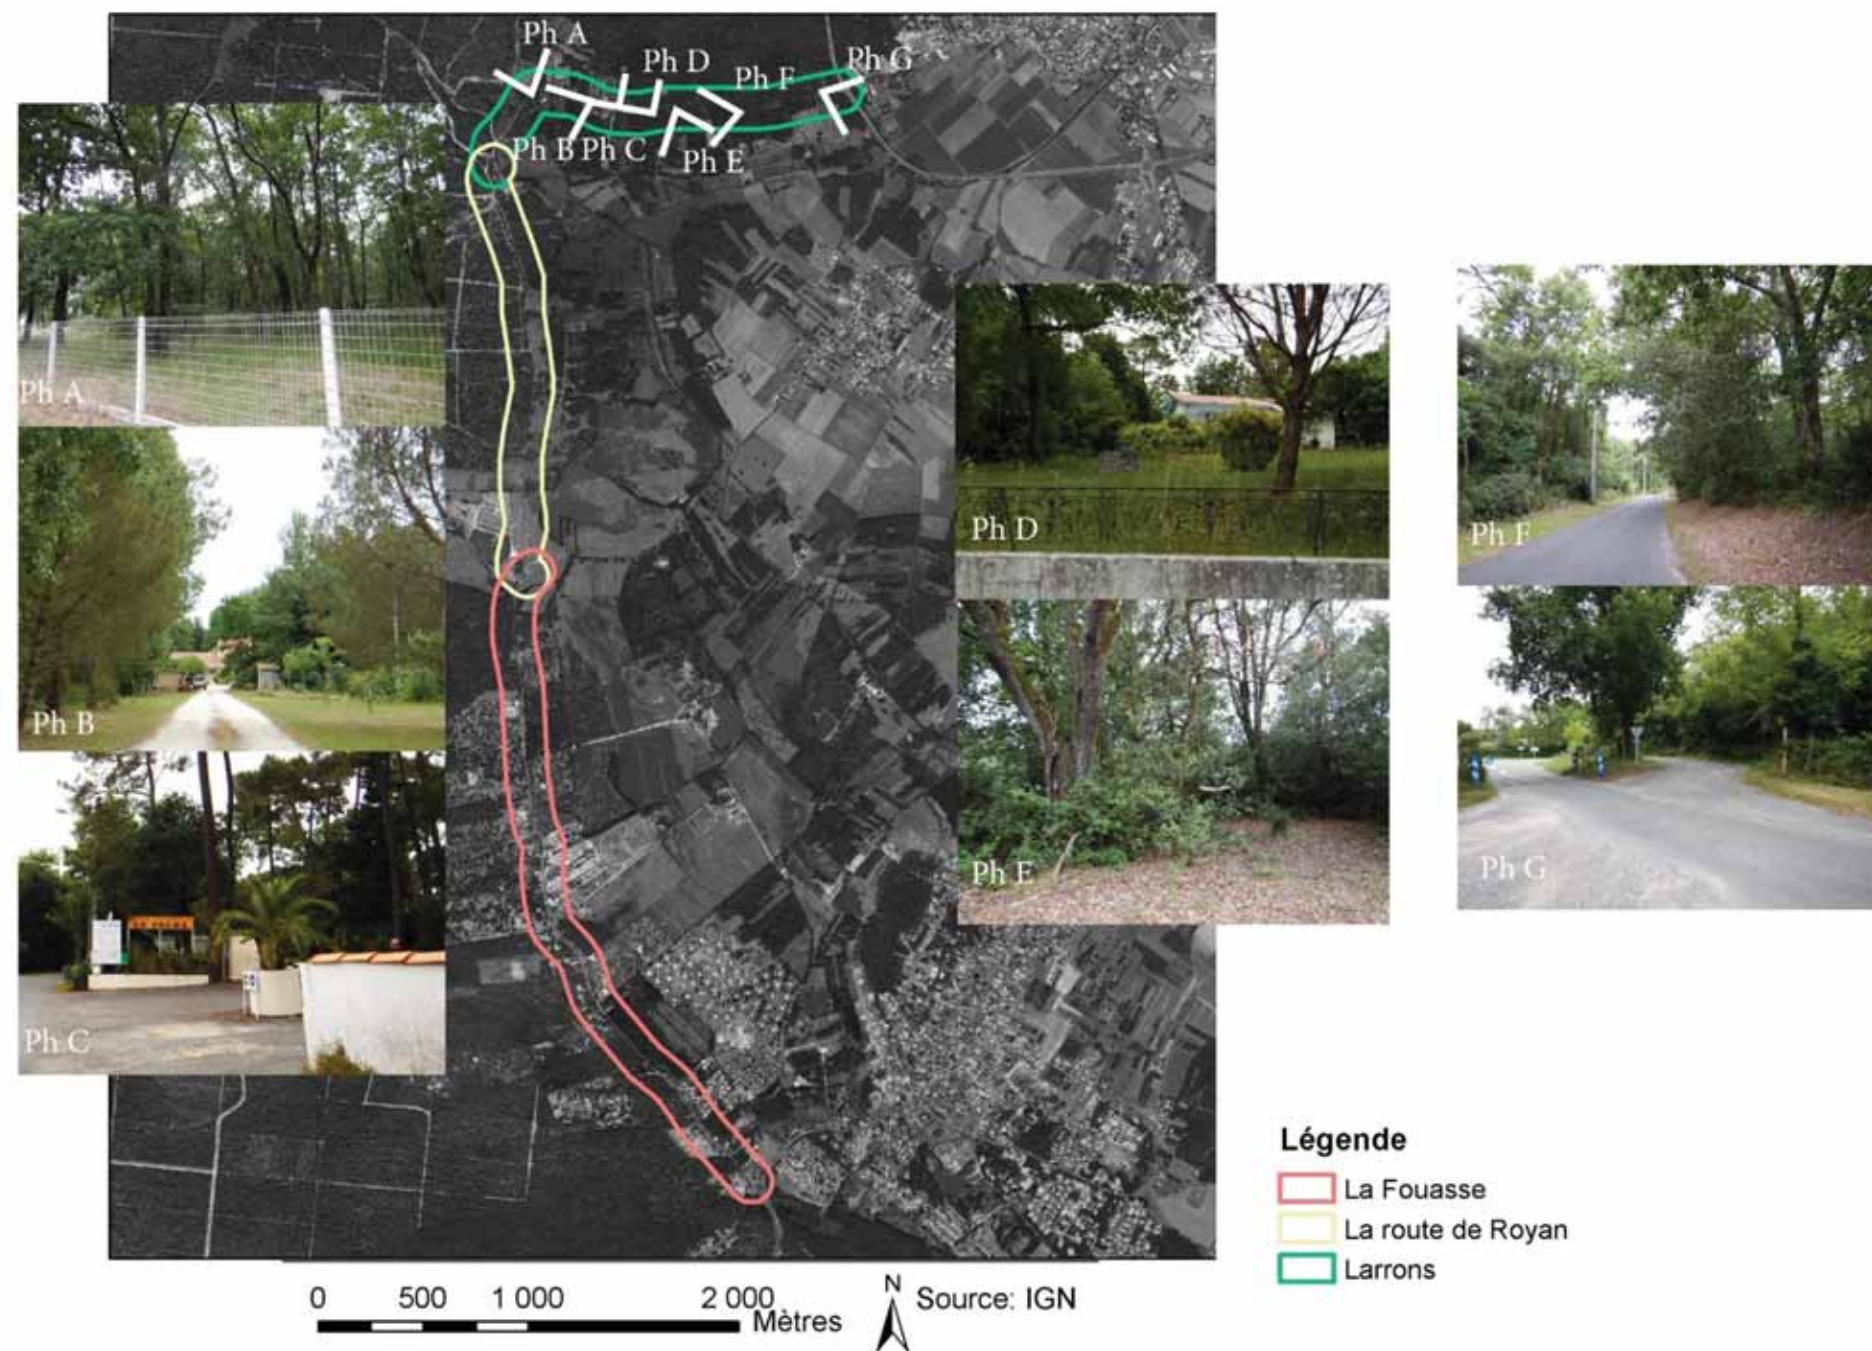 Ph A
Ph D
Ph F
Ph G
Ph B
Ph C
Ph E
Ph A
Ph B
Ph C
Ph D
Ph E
Ph F
Ph G
Légende
La Fouasse
La route de Royan
Larrons
0 500 1 000 2 000
Mètres
N
Source: IGN